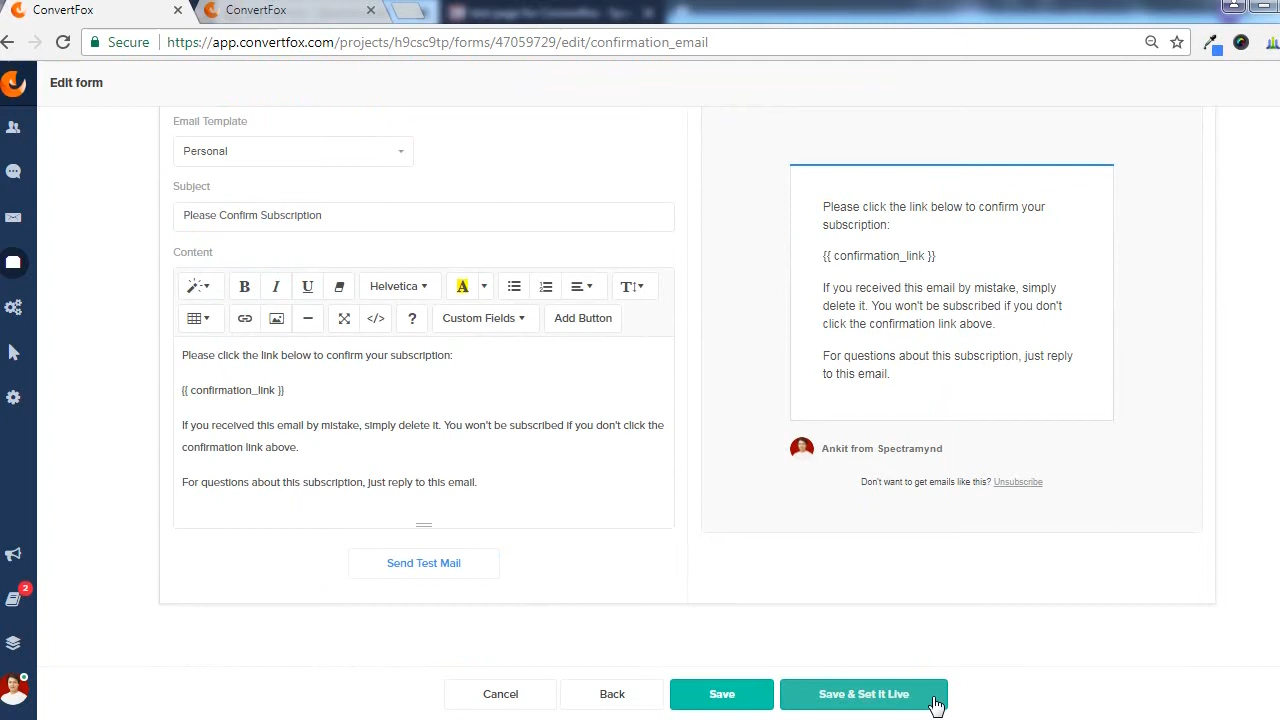 ConvertFox
ConvertFox
Secure
https://app.convertfox.com/projects/h9csc9tp/forms/47059729/edit/confirmation_email
Edit form
Email Template
Personal
Subject
Please Confirm Subscription
Content
B I U Helvetica A T
</> ? Custom Fields Add Button
Please click the link below to confirm your subscription:
{{ confirmation_link }}
If you received this email by mistake, simply delete it. You won't be subscribed if you don't click the
confirmation link above.
For questions about this subscription, just reply to this email.
Send Test Mail
Please click the link below to confirm your
subscription:
{{ confirmation_link }}
If you received this email by mistake, simply
delete it. You won't be subscribed if you don't
click the confirmation link above.
For questions about this subscription, just reply
to this email.
Ankit from Spectramynd
Don't want to get emails like this? Unsubscribe
2
Cancel
Back
Save
Save & Set It Live